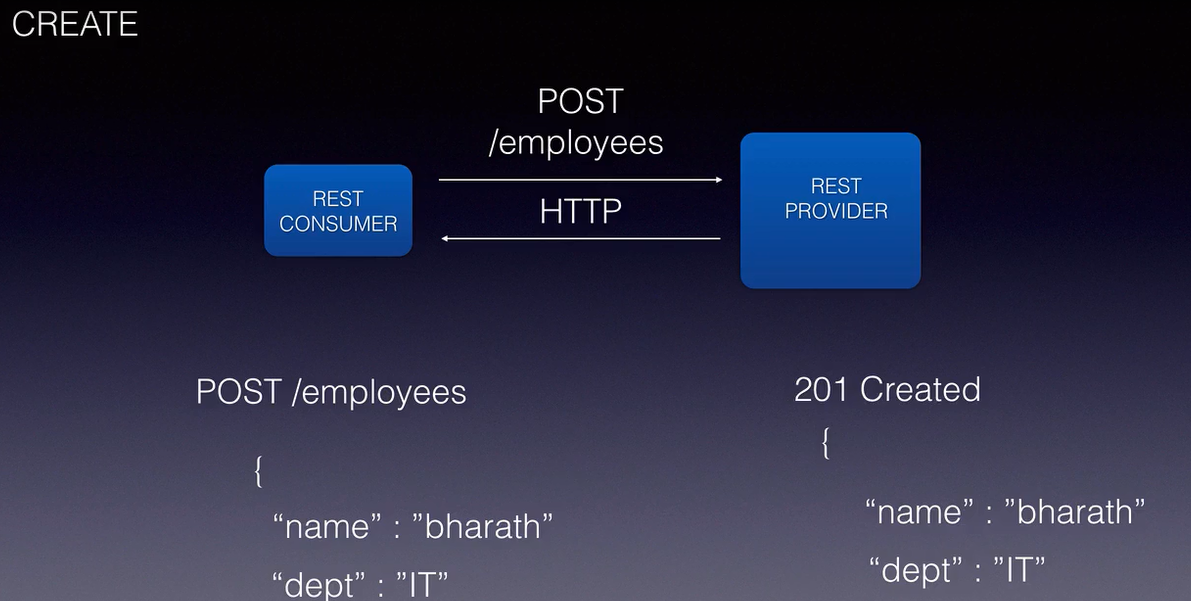 CREATE
POST
/employees
REST
CONSUMER
HTTP
REST
PROVIDER
POST /employees
{
“name” : ”bharath”
“dept” : ”IT”
201 Created
{
“name” : ”bharath”
“dept” : ”IT”